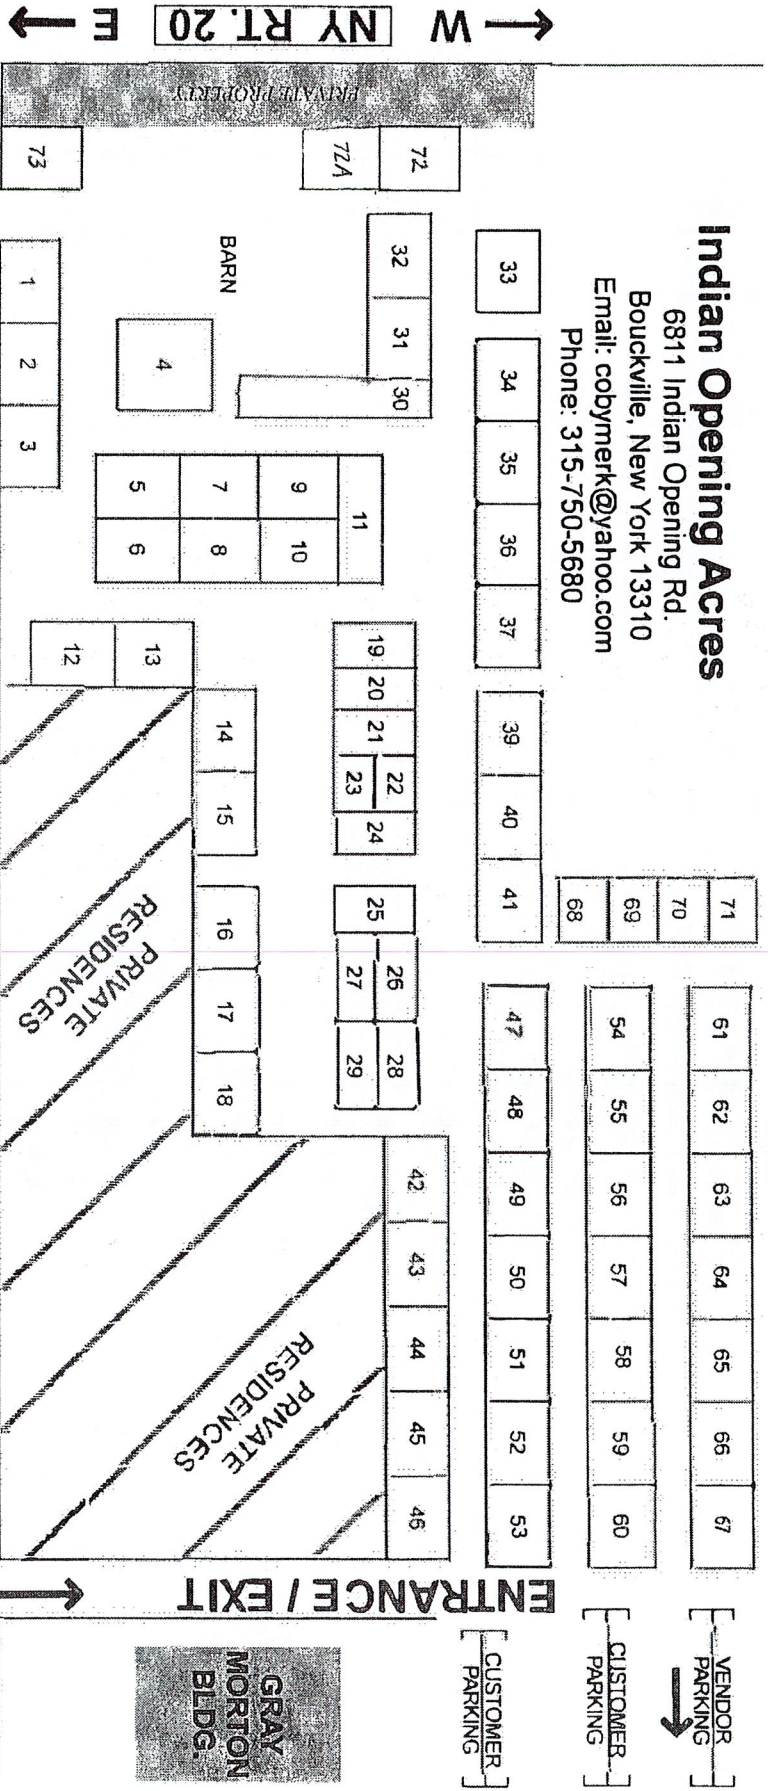 Indian Opening Acres
6811 Indian Opening Rd.
Bouckville, New York 13310
Email: cobymerk@yahoo.com
Phone: 315-750-5680
W
NY RT. 20
E
PRIVATE PROPERTY
72
72A
73
71
70
69
68
33 34 35 36 37 39 40 41
32 31 30
BARN
4
1 2 3
11
9 10
7 8
5 6
13
12
19 20 21 22 23 24
25 26 27 28 29
14 15 16 17 18
61 62 63 64 65 66 67
54 55 56 57 58 59 60
47 48 49 50 51 52 53
42 43 44 45 46
PRIVATE
RESIDENCES
PRIVATE
RESIDENCES
ENTRANCE / EXIT
VENDOR
PARKING
CUSTOMER
PARKING
CUSTOMER
PARKING
GRAY
MORTON
BLDG.